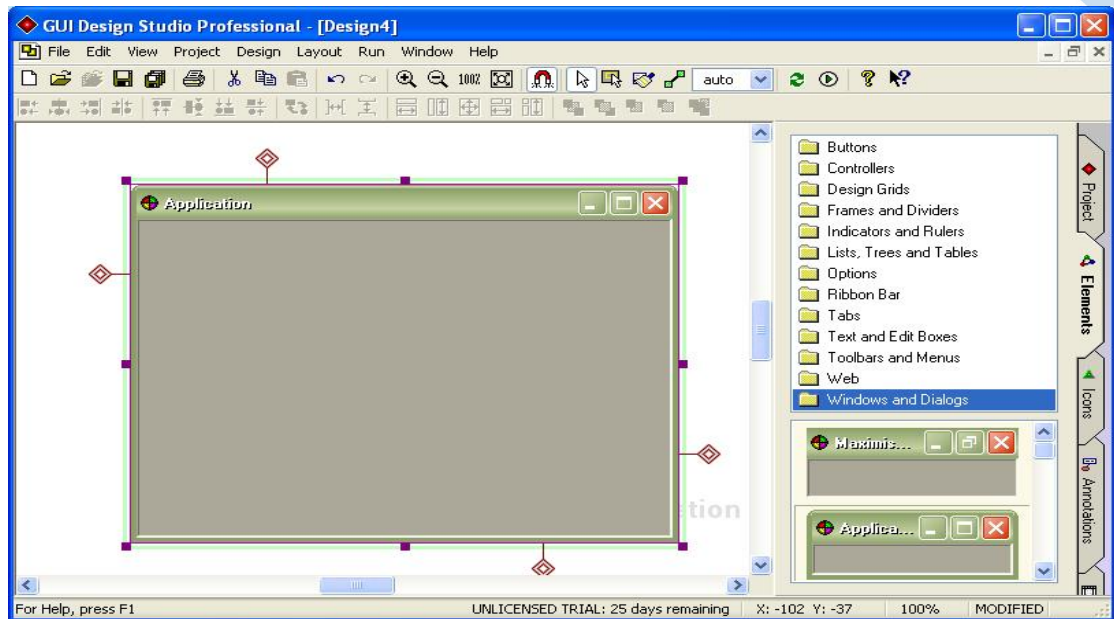 GUI Design Studio Professional - [Design4]
File Edit View Project Design Layout Run Window Help
100% auto
Application
tion
Buttons
Controllers
Design Grids
Frames and Dividers
Indicators and Rulers
Lists, Trees and Tables
Options
Ribbon Bar
Tabs
Text and Edit Boxes
Toolbars and Menus
Web
Windows and Dialogs
Maximis...
Applica...
Project
Elements
Icons
Annotations
For Help, press F1 UNLICENSED TRIAL: 25 days remaining X: -102 Y: -37 100% MODIFIED